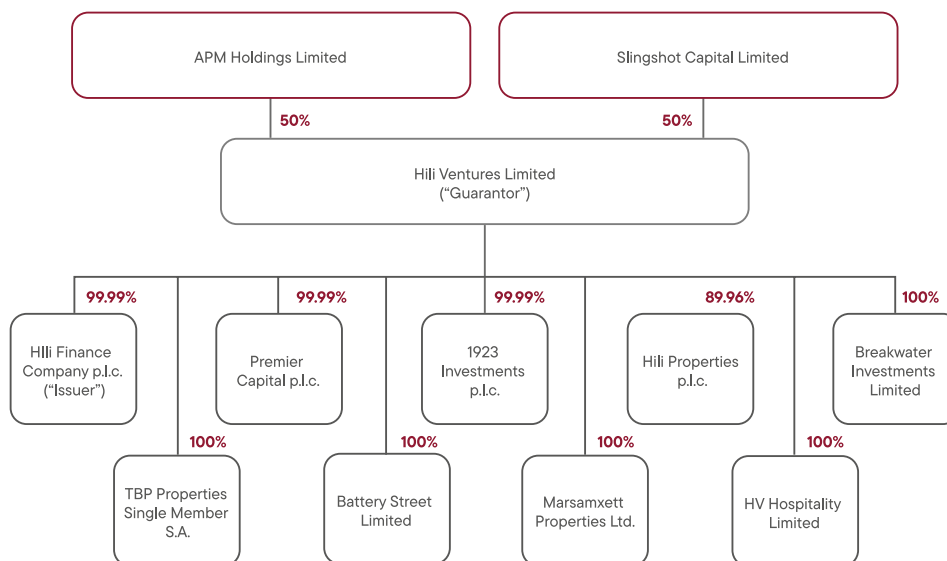 APM Holdings Limited
Slingshot Capital Limited
50%
50%
Hili Ventures Limited
(“Guarantor”)
99.99%
99.99%
99.99%
89.96%
100%
HIli Finance
Company p.l.c.
(“Issuer”)
Premier
Capital p.l.c.
1923
Investments
p.l.c.
Hili Properties
p.l.c.
Breakwater
Investments
Limited
100%
100%
100%
100%
TBP Properties
Single Member
S.A.
Battery Street
Limited
Marsamxett
Properties Ltd.
HV Hospitality
Limited